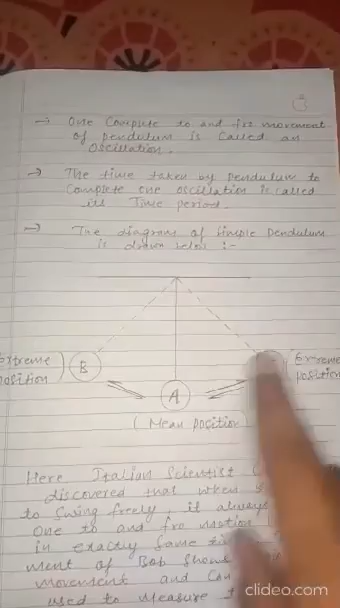 → One Complete to and fro movement
of pendulum is called an
Oscillation.
→ The time taken by pendulum to
Complete one oscillation is called
its Time period.
→ The diagram of Simple Pendulum
is drawn below :-
Extreme
position
B
A
Extreme
position
(Mean position)
Here Italian Scientist
discovered that when
to swing freely, it always
One to and fro motion
in exactly same
ment of Bob Shows
movement and
used to measure
clideo.com